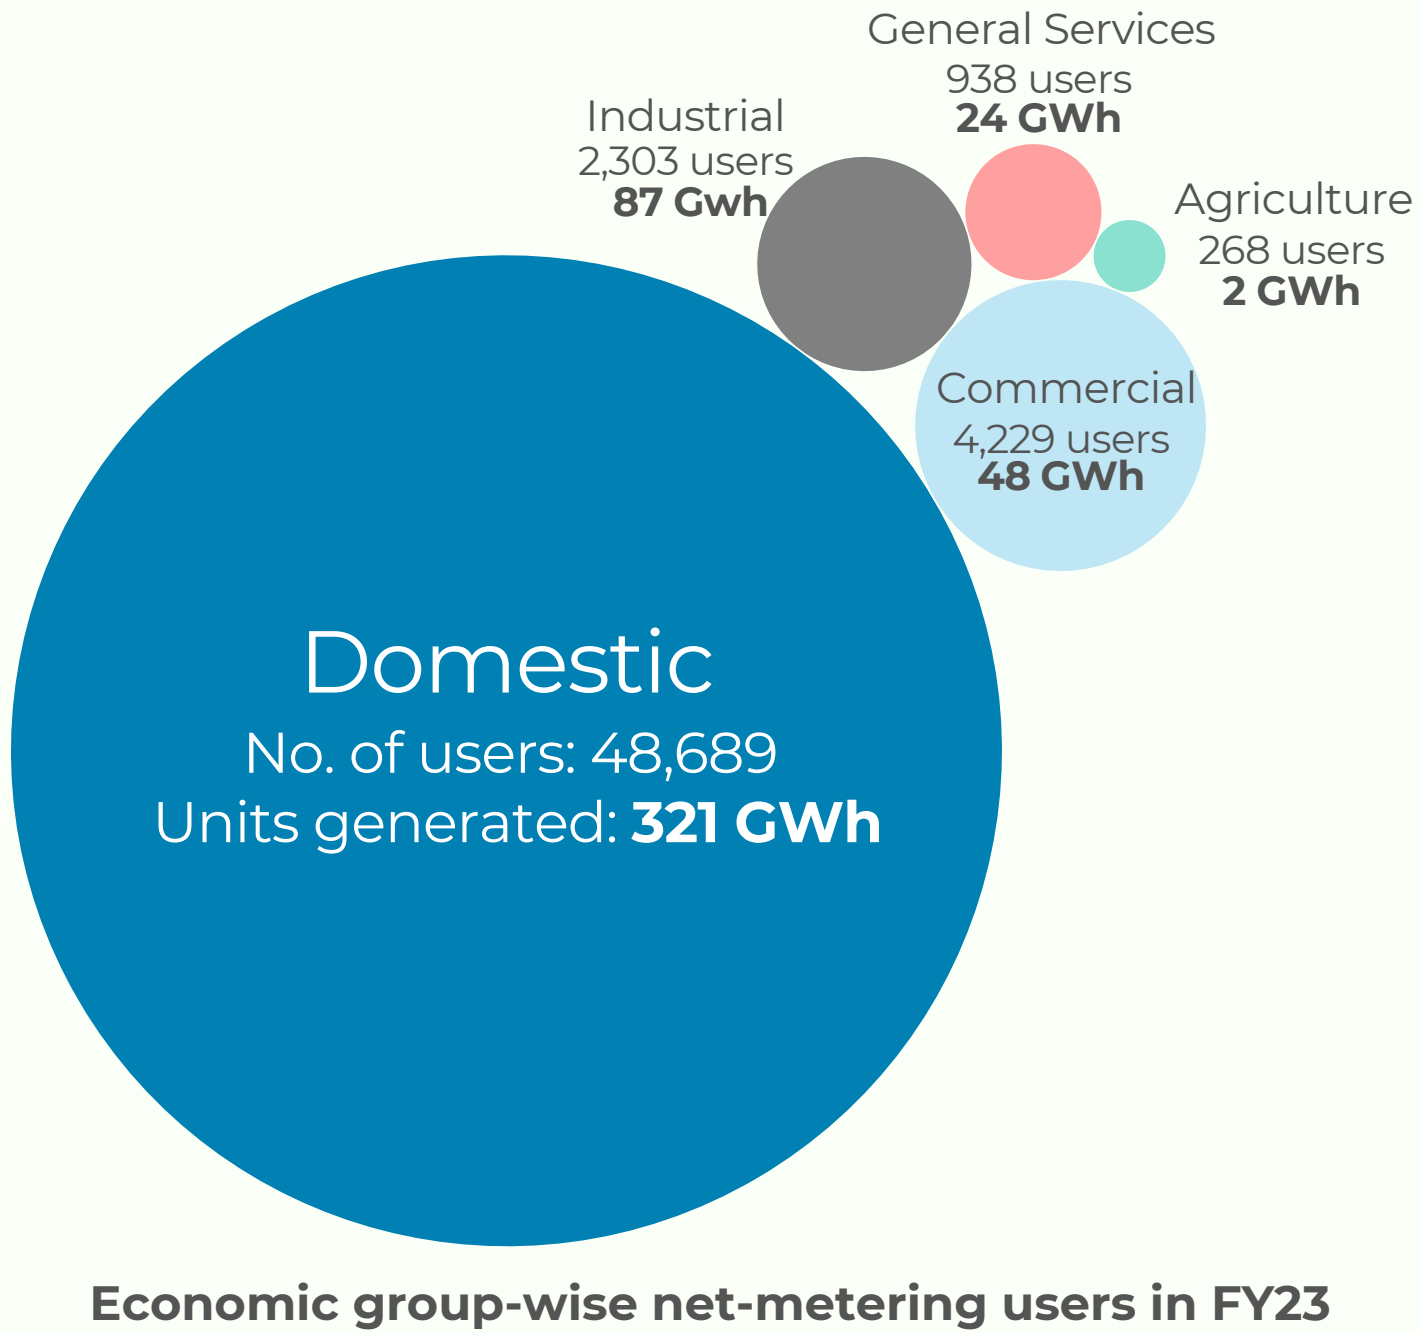 General Services
938 users
24 GWh
Industrial
2,303 users
87 Gwh
Agriculture
268 users
2 GWh
Commercial
4,229 users
48 GWh
Domestic
No. of users: 48,689
Units generated: 321 GWh
Economic group-wise net-metering users in FY23